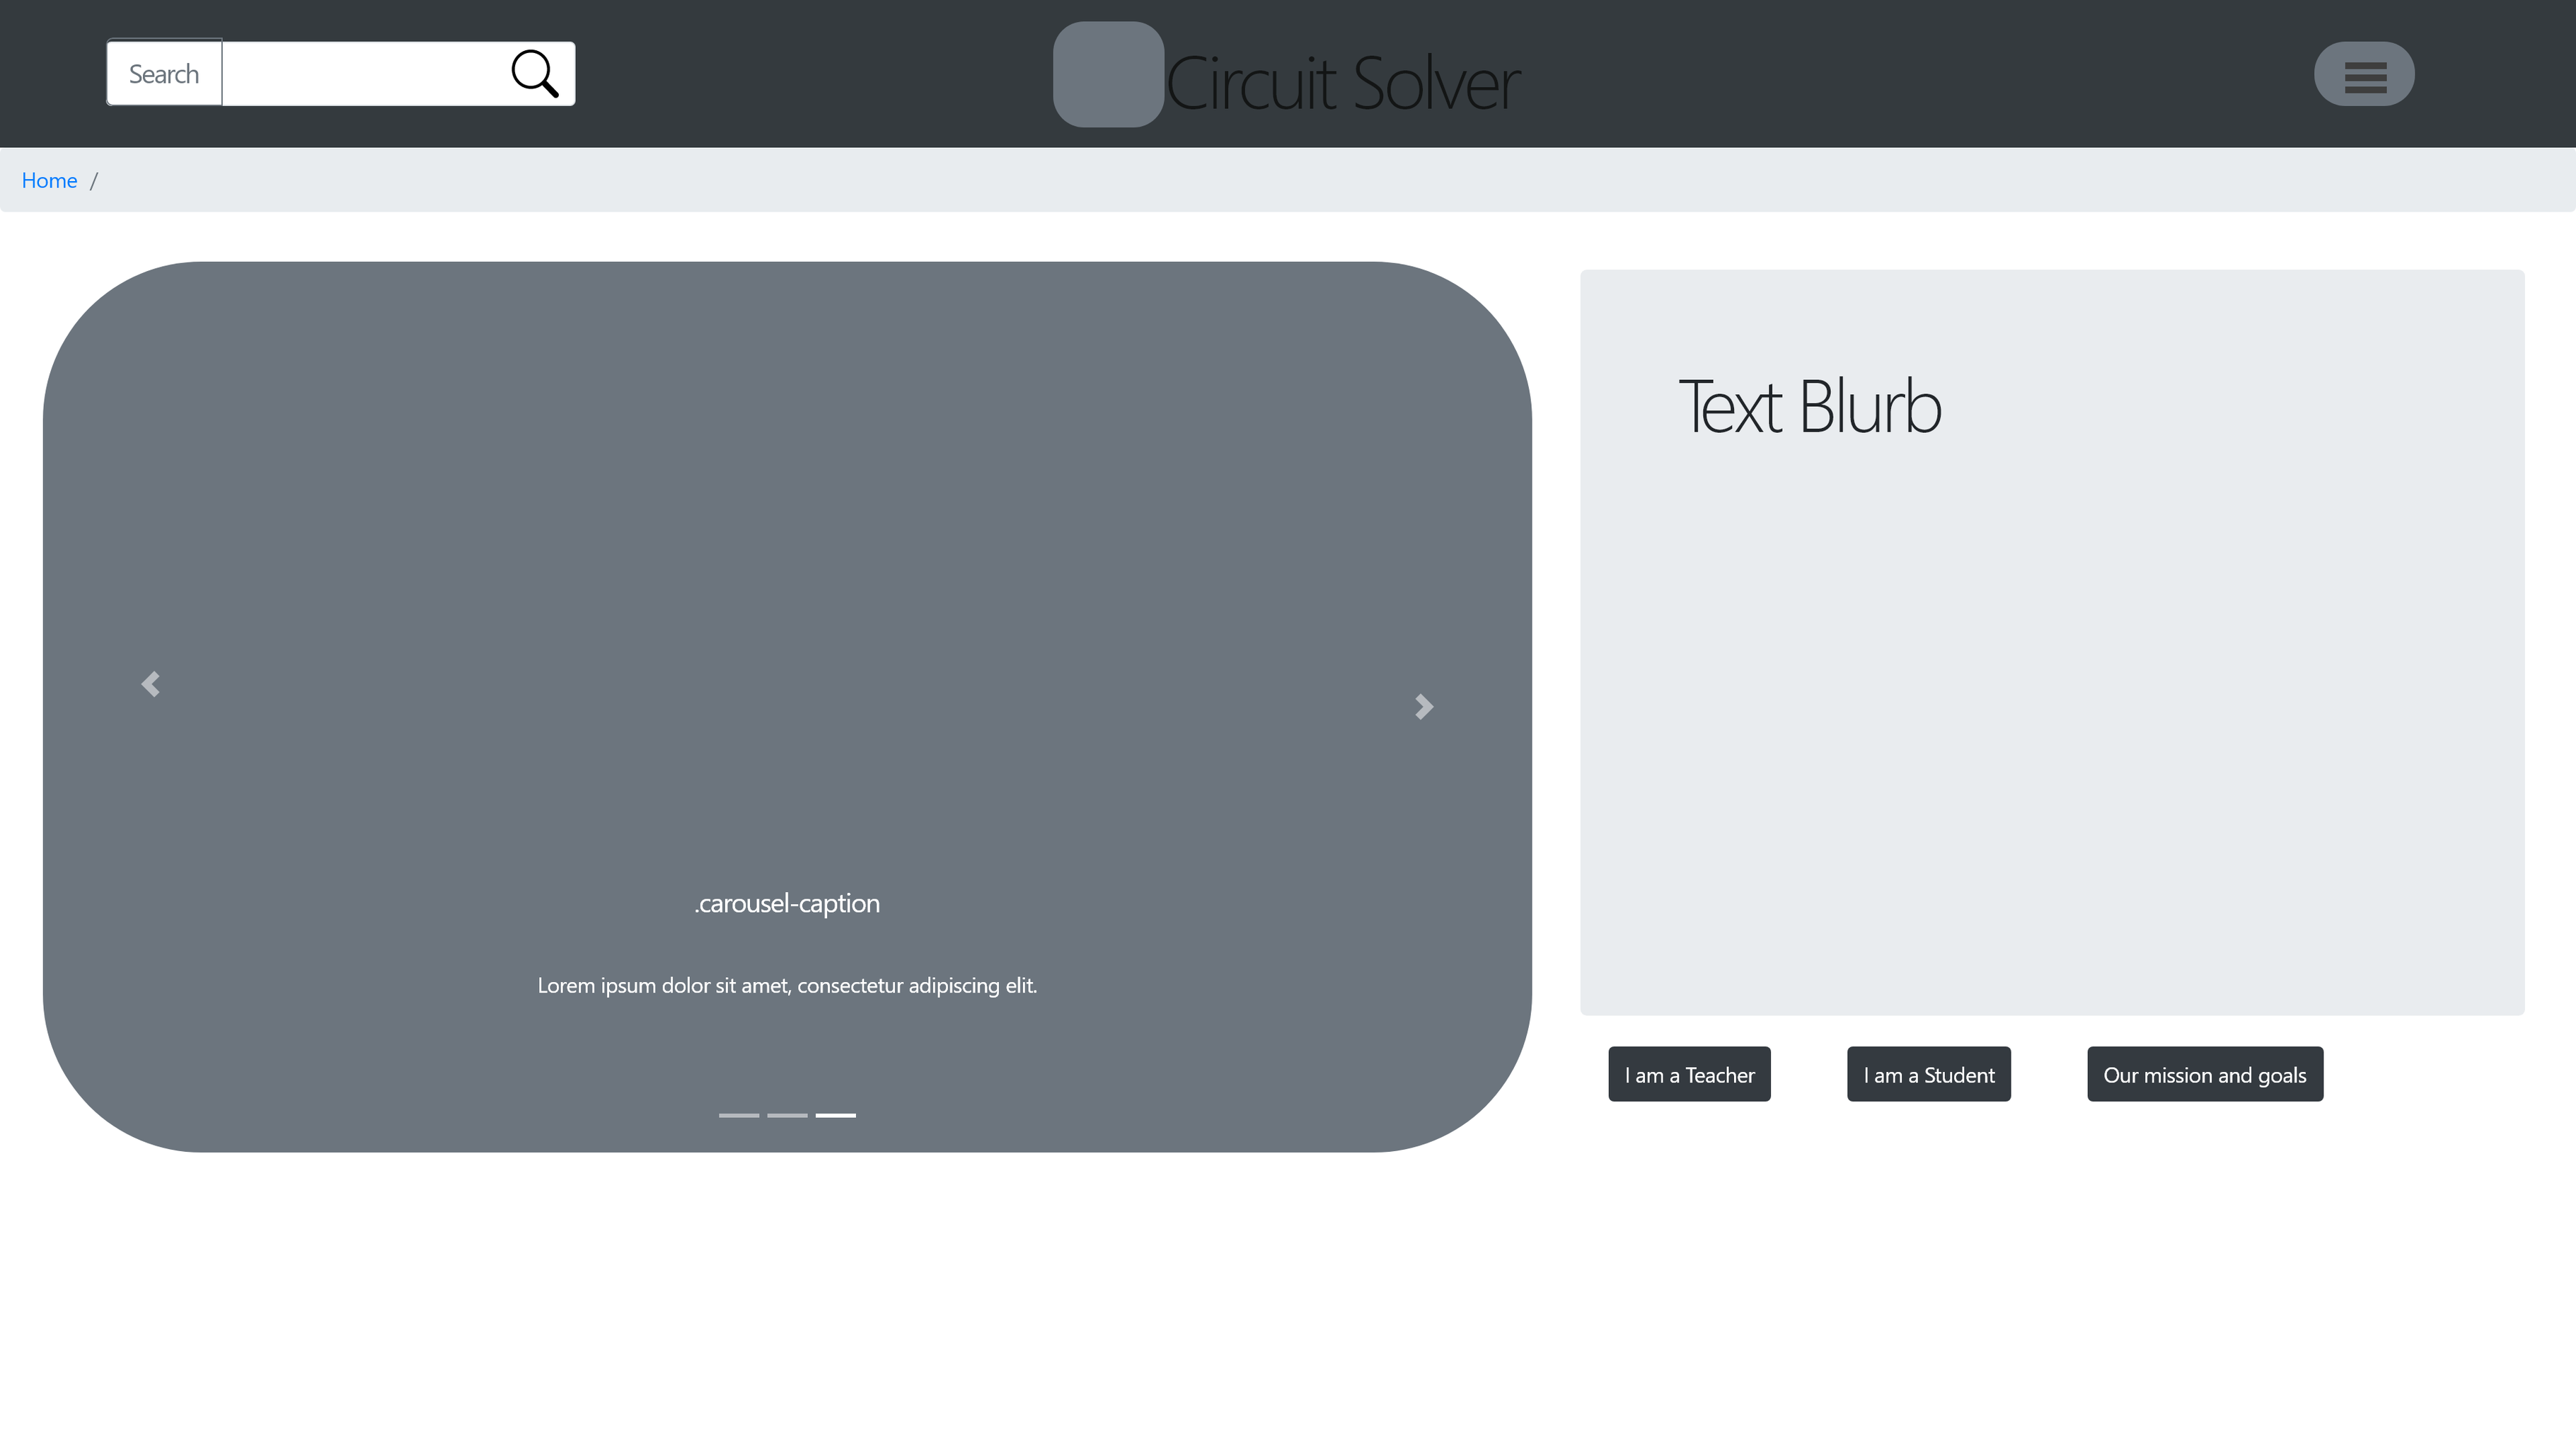 Search
Circuit Solver
Home /
Text Blurb
.carousel-caption
Lorem ipsum dolor sit amet, consectetur adipiscing elit.
I am a Teacher
I am a Student
Our mission and goals